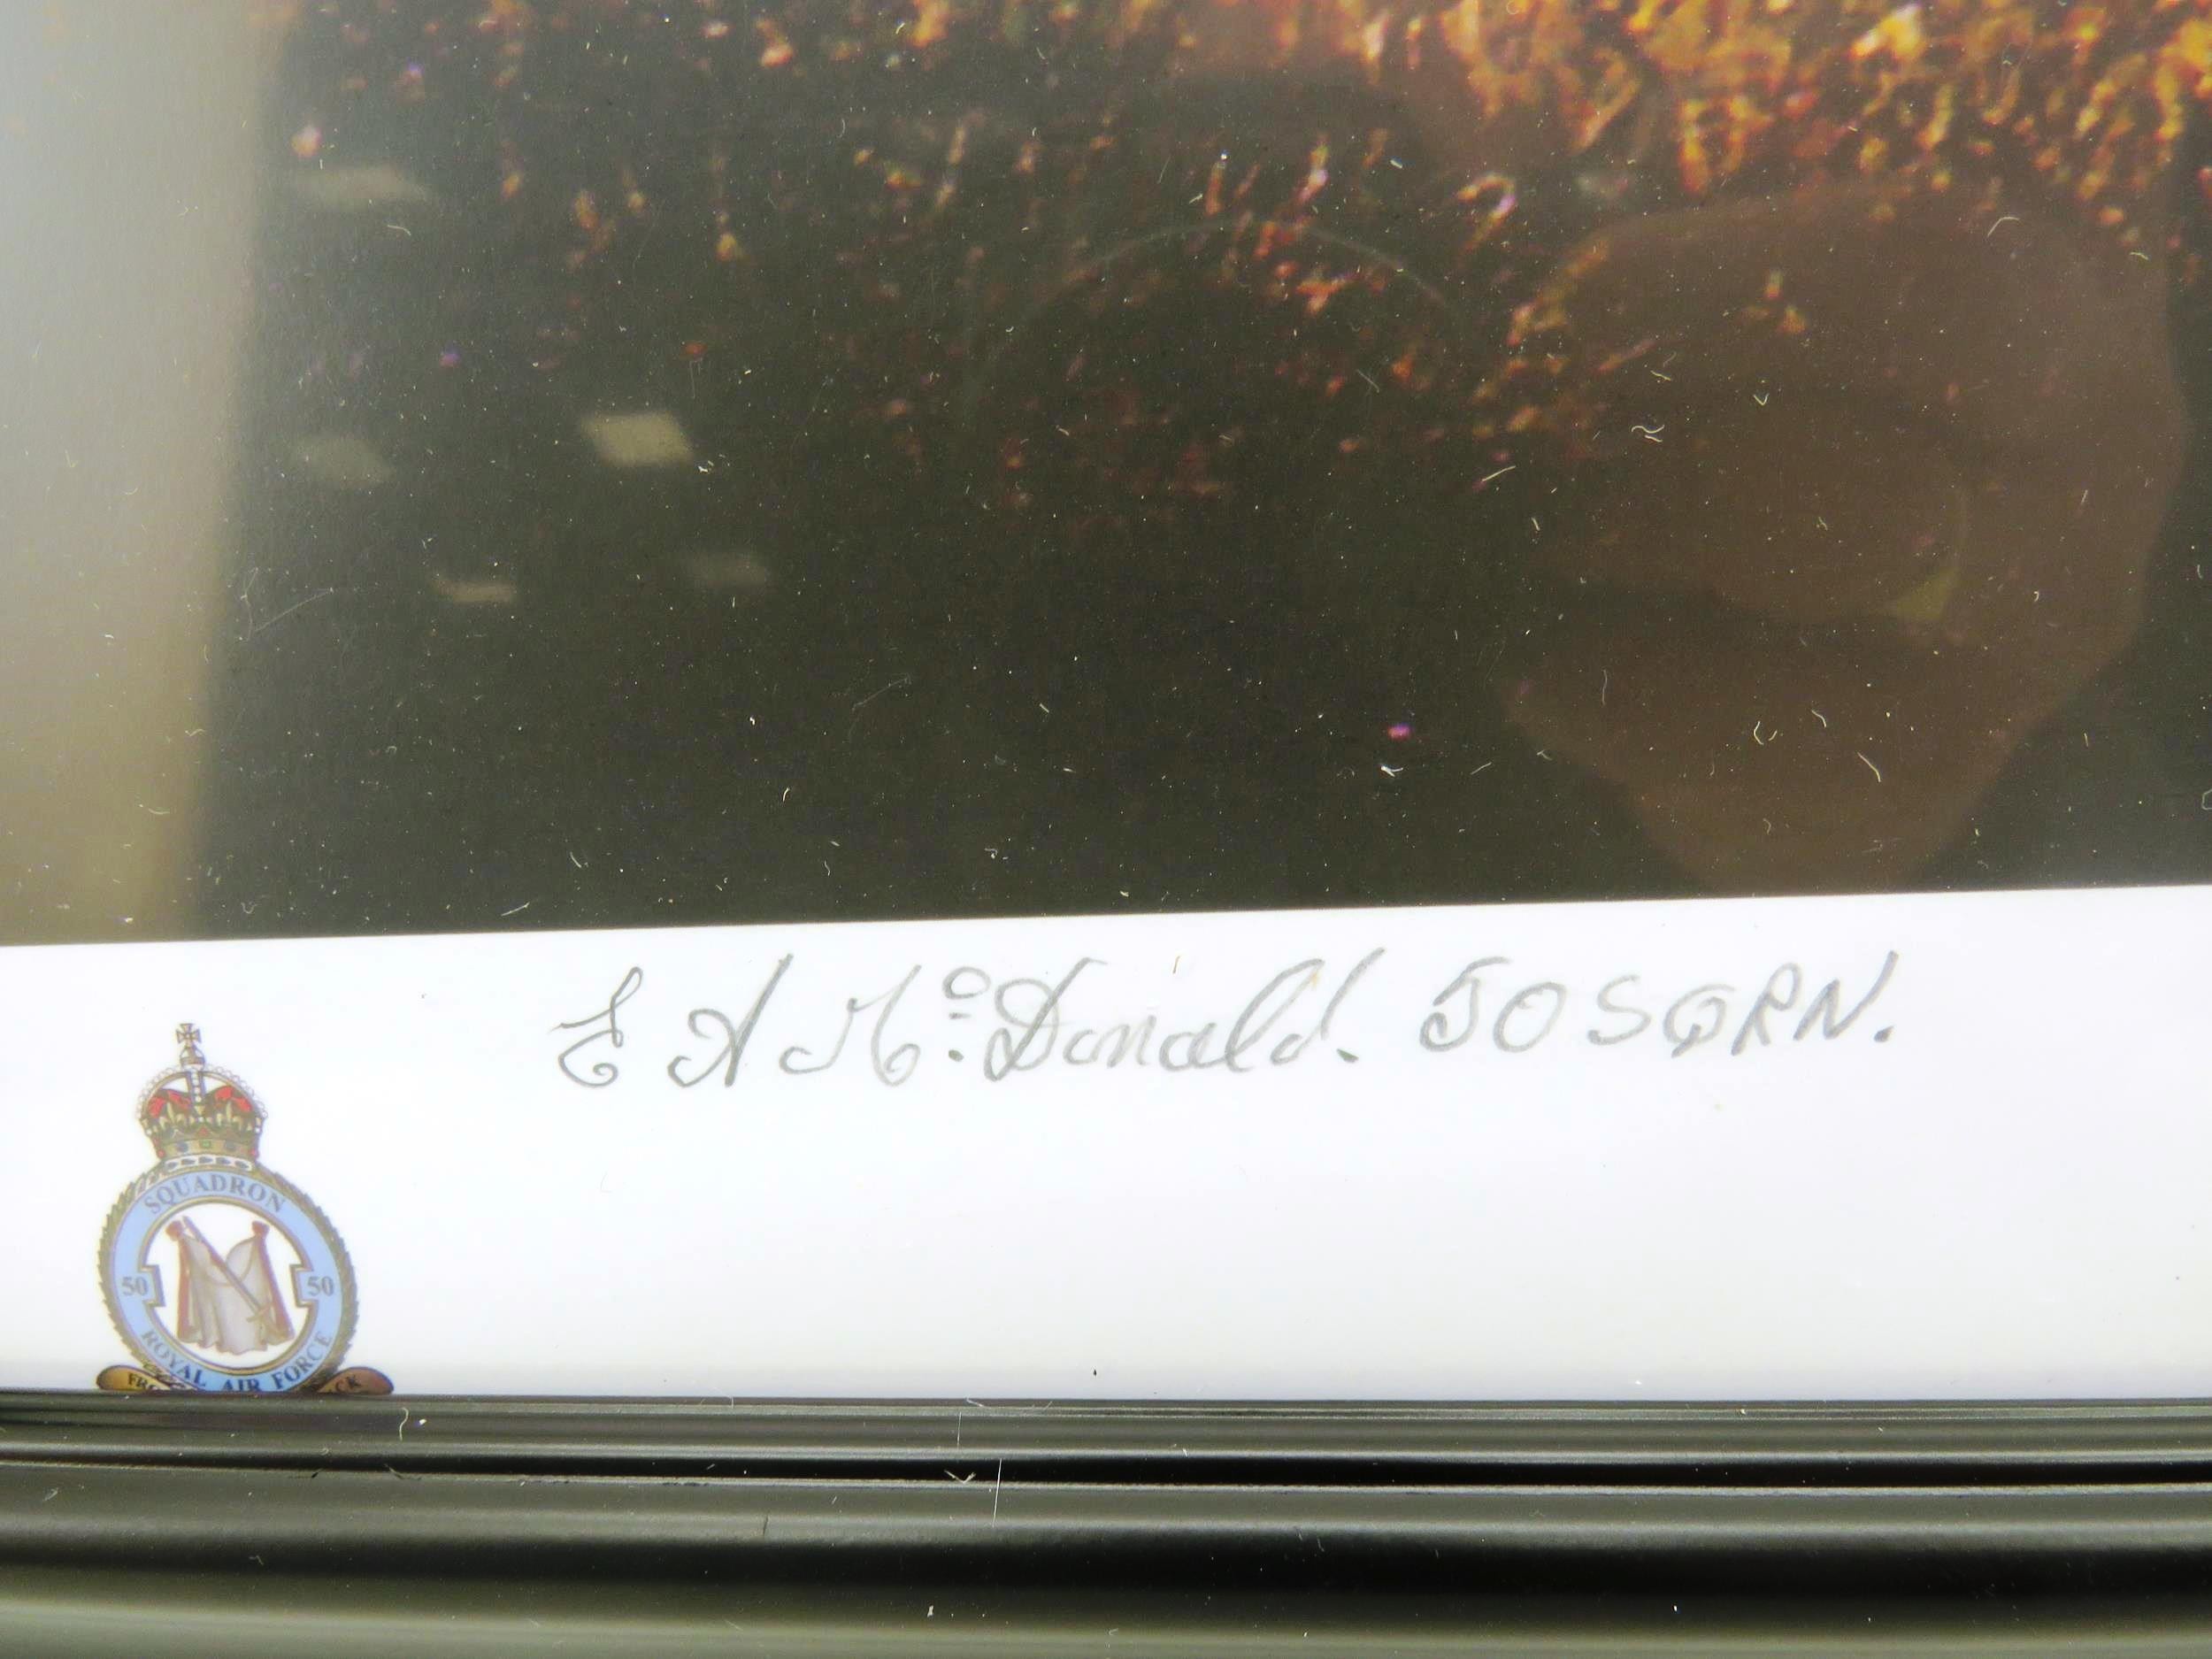 E A McDonald. 50 SQRN.
SQUADRON
50 50
ROYAL AIR FORCE